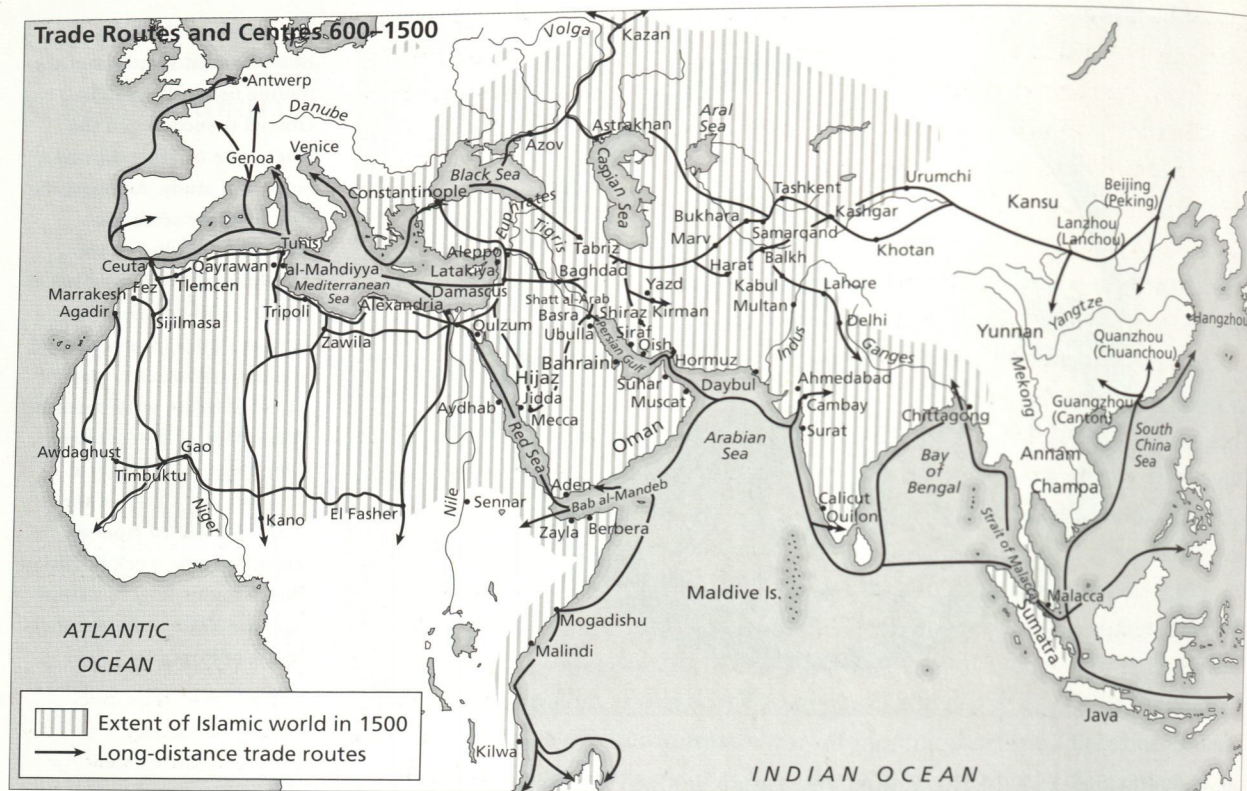 Trade Routes and Centres 600–1500
Volga
Kazan
Antwerp
Danube
Aral
Sea
Astrakhan
Azov
Genoa
Venice
Black Sea
Caspian Sea
Constantinople
Euphrates
Tigris
Tashkent
Urumchi
Kansu
Beijing
(Peking)
Bukhara
Kashgar
Lanzhou
(Lanchou)
Samarqand
Marv
Khotan
Tunis
Tabriz
Aleppo
Balkh
Ceuta
Qayrawan
al-Mahdiyya
Latakiya
Baghdad
Harat
Kabul
Fez
Tlemcen
Mediterranean
Sea
Damascus
Yazd
Lahore
Marrakesh
Agadir
Alexandria
Shatt al-Arab
Basra
Shiraz
Kirman
Multan
Sijilmasa
Tripoli
Qulzum
Ubulla
Siraf
Delhi
Yunnan
Yangtze
Hangzhou
Zawila
Persian Gulf
Qish
Indus
Ganges
Quanzhou
(Chuanchou)
Bahrain
Hormuz
Mekong
Hijaz
Suhar
Daybul
Ahmedabad
Jidda
Muscat
Cambay
Chittagong
Guangzhou
(Canton)
Aydhab
Mecca
Surat
Oman
Arabian
Sea
Bay
of
Bengal
Annam
South
China
Sea
Awdaghust
Gao
Red Sea
Timbuktu
Champa
Aden
Bab al-Mandeb
Niger
Nile
Sennar
Calicut
Quilon
Kano
El Fasher
Zayla
Berbera
Strait of Malacca
Maldive Is.
Malacca
Sumatra
Mogadishu
Malindi
ATLANTIC
OCEAN
Java
Kilwa
INDIAN OCEAN
Extent of Islamic world in 1500
Long-distance trade routes